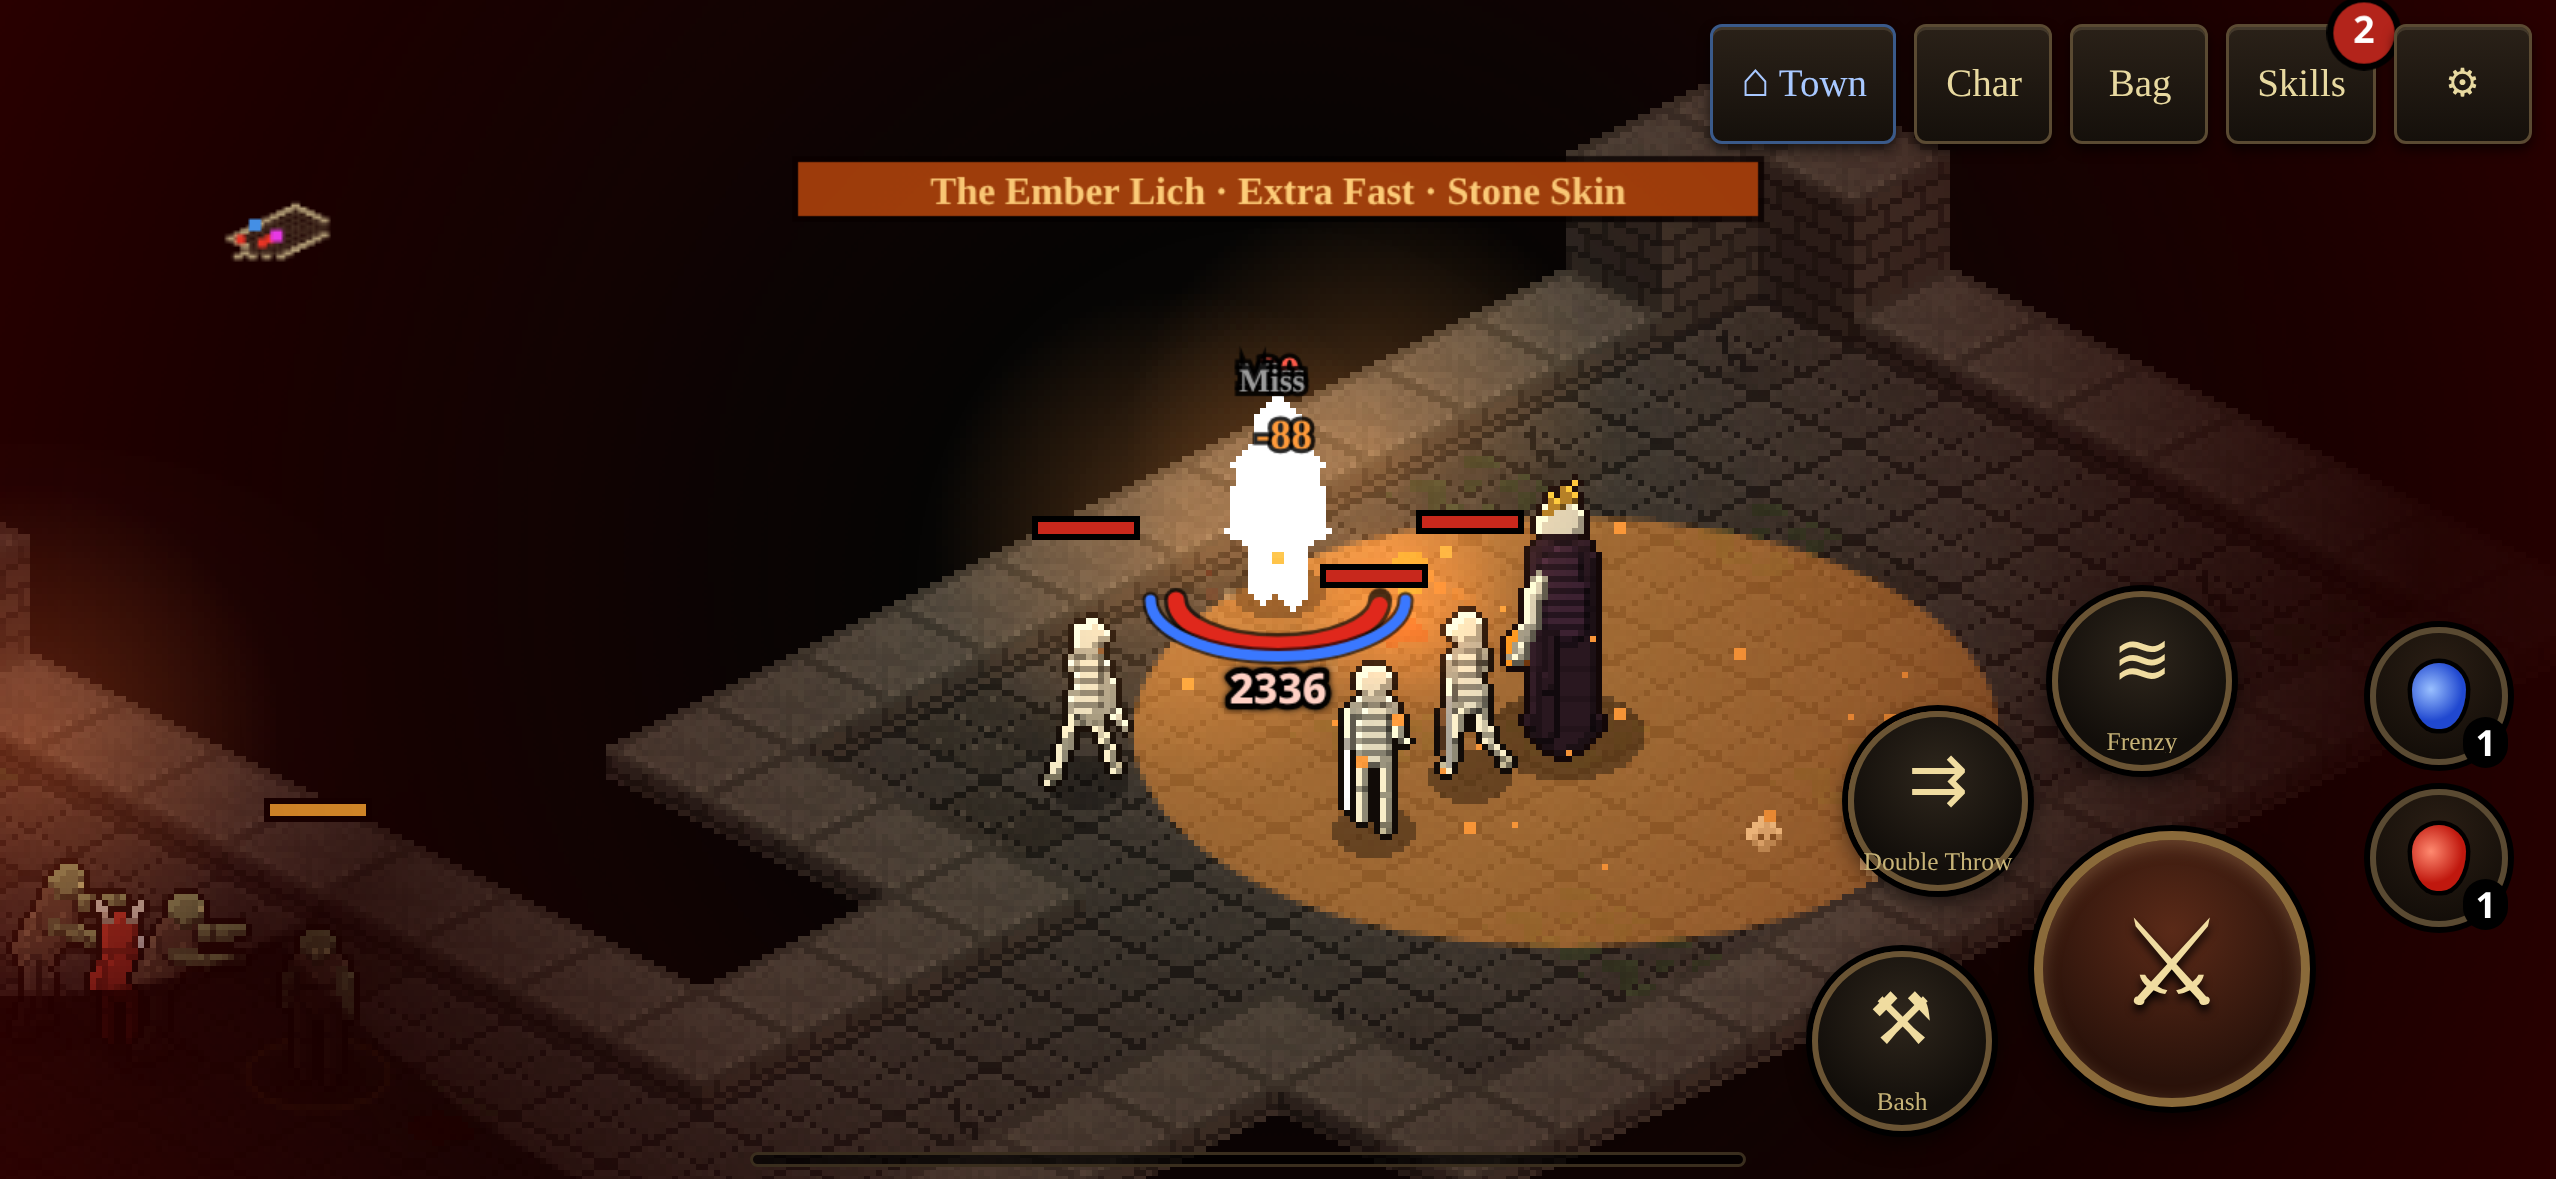 2
Town
Char
Bag
Skills
The Ember Lich · Extra Fast · Stone Skin
Miss
-88
2336
Frenzy
1
Double Throw
1
Bash